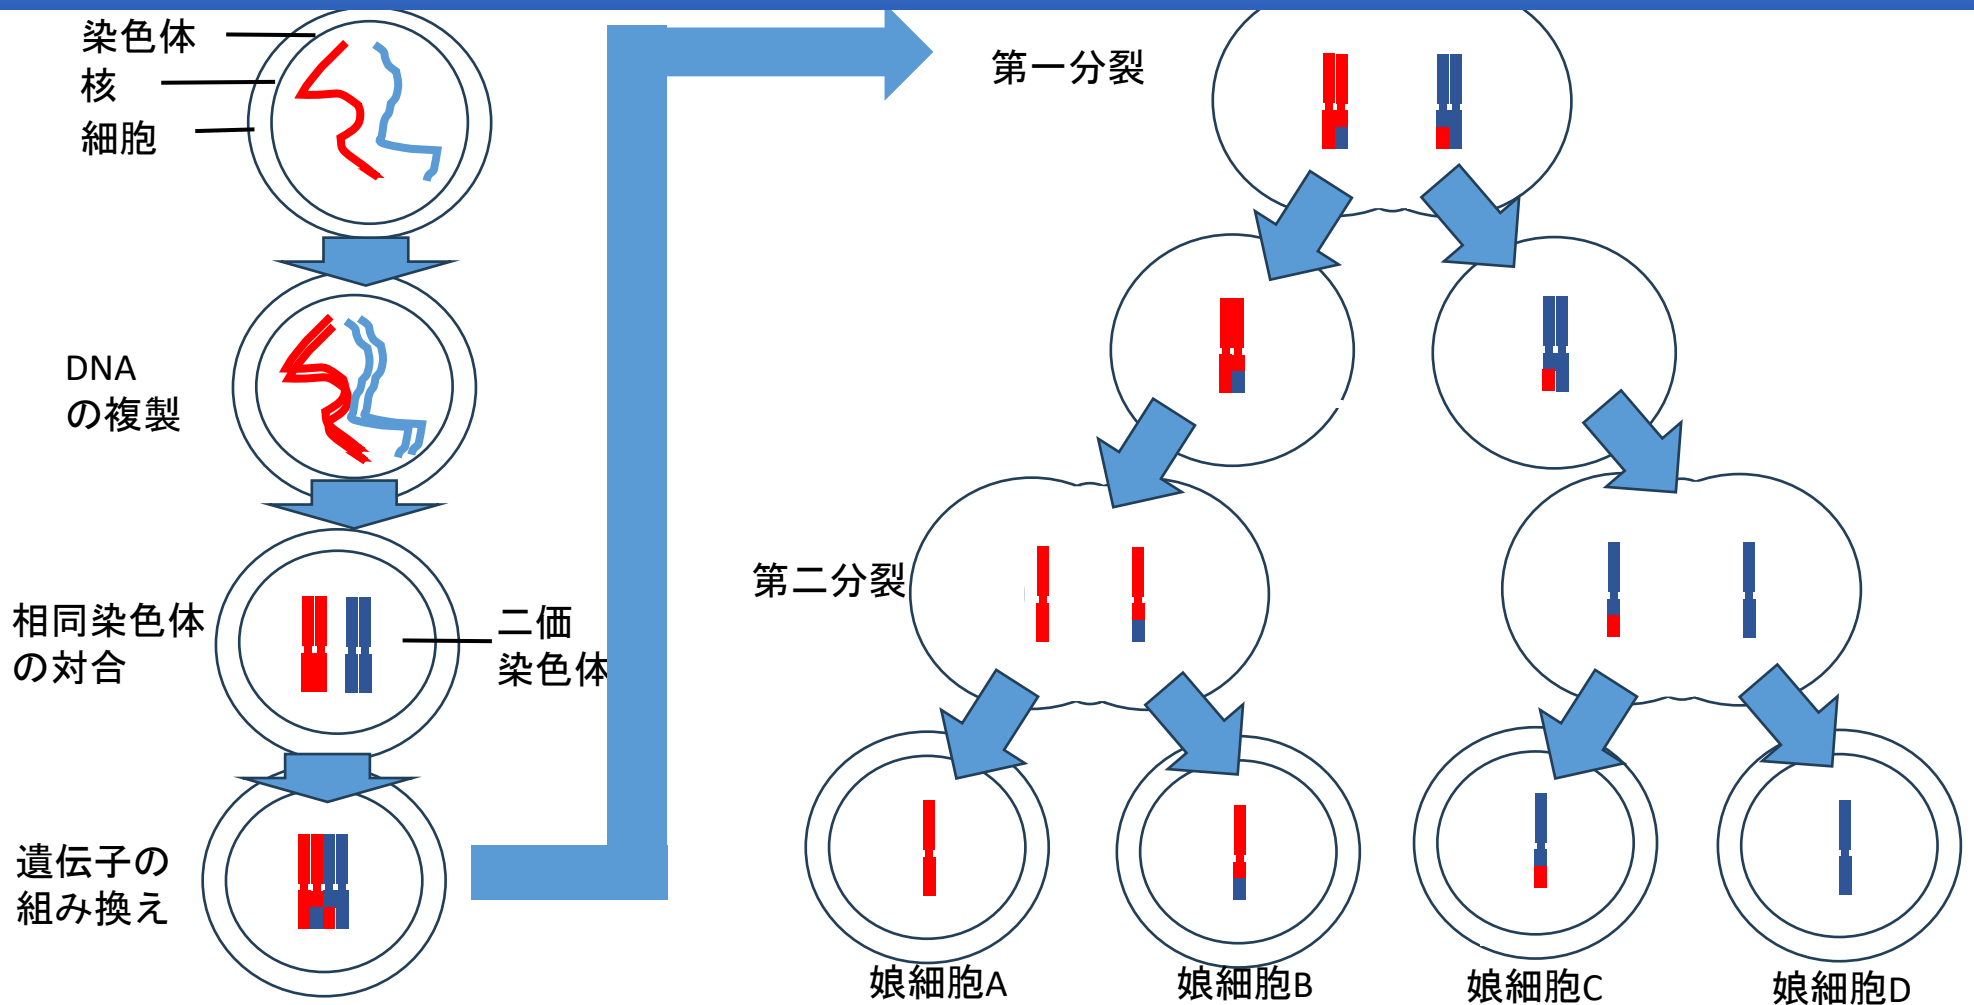 染色体
核
細胞
DNA
の複製
相同染色体
の対合
二価
染色体
遺伝子の
組み換え
第一分裂
第二分裂
娘細胞A
娘細胞B
娘細胞C
娘細胞D